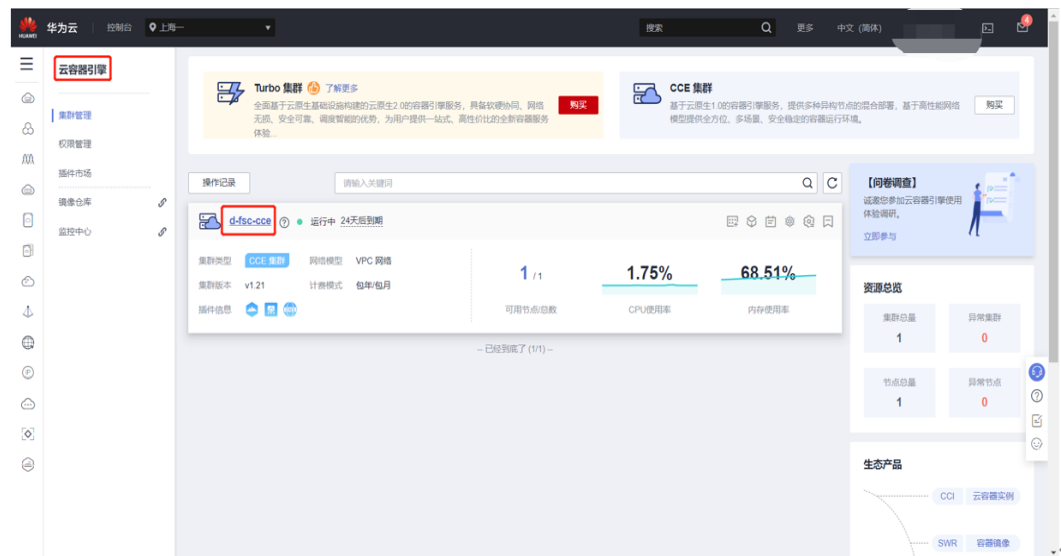 HUAWEI
华为云
控制台
上海一
搜索
更多
中文 (简体)
4
云容器引擎
集群管理
权限管理
插件市场
镜像仓库
监控中心
Turbo 集群 了解更多
全面基于云原生基础设施构建的云原生2.0的容器引擎服务，具备软硬协同、网络
无损、安全可靠、调度智能的优势，为用户提供一站式、高性价比的全新容器服务
体验...
购买
CCE 集群
基于云原生1.0的容器引擎服务，提供多种异构节点的混合部署，基于高性能网络
模型提供全方位、多场景、安全稳定的容器运行环境。
购买
操作记录
请输入关键词
d-fsc-cce
运行中 24天后到期
集群类型 CCE 集群 网络模型 VPC 网络
集群版本 v1.21 计费模式 包年/包月
插件信息
1 / 1
可用节点/总数
1.75%
CPU使用率
68.51%
内存使用率
-- 已经到底了 (1/1) --
【问卷调查】
诚邀您参加云容器引擎使用
体验调研。
立即参与
资源总览
集群总量 异常集群
1 0
节点总量 异常节点
1 0
生态产品
CCI 云容器实例
SWR 容器镜像